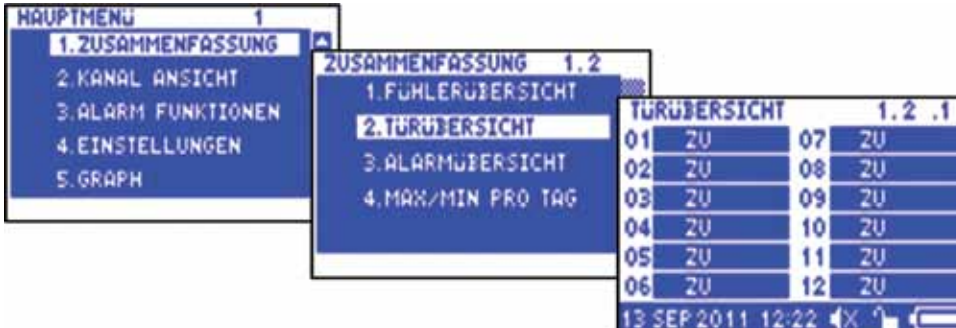 HAUPTMENÜ 1
1.ZUSAMMENFASSUNG
2.KANAL ANSICHT
3.ALARM FUNKTIONEN
4.EINSTELLUNGEN
5.GRAPH
ZUSAMMENFASSUNG 1.2
1.FÜHLERÜBERSICHT
2.TÜRÜBERSICHT
3.ALARMÜBERSICHT
4.MAX/MIN PRO TAG
TÜRÜBERSICHT 1.2 .1
01 ZU 07 ZU
02 ZU 08 ZU
03 ZU 09 ZU
04 ZU 10 ZU
05 ZU 11 ZU
06 ZU 12 ZU
13 SEP 2011 12:22